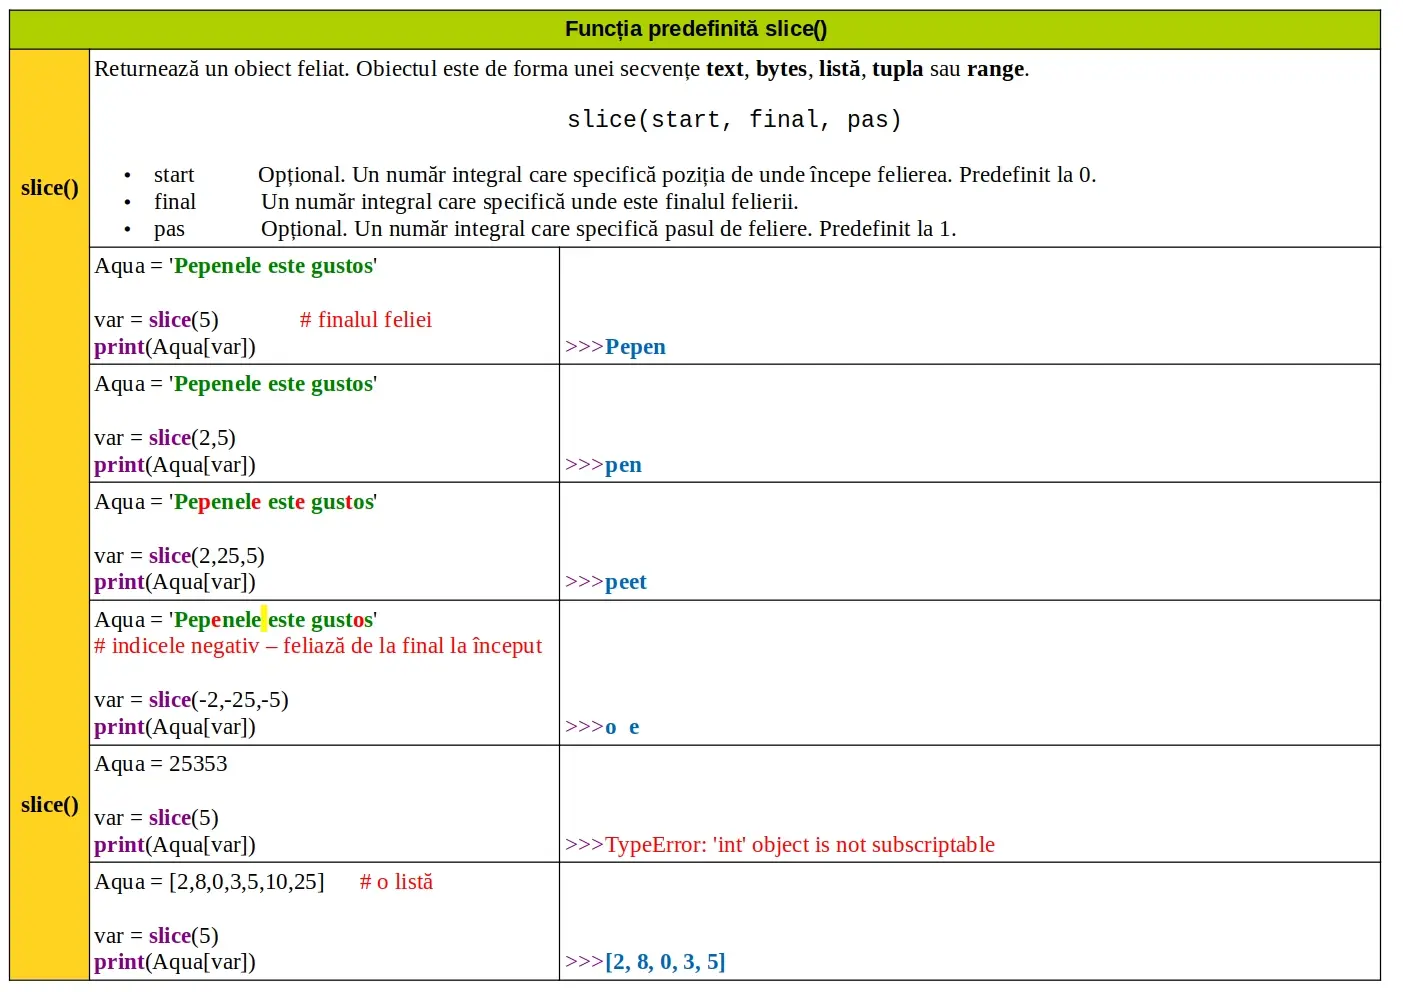 Funcția predefinită slice()
slice()
Returnează un obiect feliat. Obiectul este de forma unei secvențe text, bytes, listă, tupla sau range.
slice(start, final, pas)
• start Opțional. Un număr integral care specifică poziția de unde începe felierea. Predefinit la 0.
• final Un număr integral care specifică unde este finalul felierii.
• pas Opțional. Un număr integral care specifică pasul de feliere. Predefinit la 1.
Aqua = 'Pepenele este gustos'
var = slice(5) # finalul feliei
print(Aqua[var])
>>>Pepen
Aqua = 'Pepenele este gustos'
var = slice(2,5)
print(Aqua[var])
>>>pen
Aqua = 'Pepenele este gustos'
var = slice(2,25,5)
print(Aqua[var])
>>>peet
Aqua = 'Pepenele este gustos'
# indicele negativ – feliază de la final la început
var = slice(-2,-25,-5)
print(Aqua[var])
>>>o  e
slice()
Aqua = 25353
var = slice(5)
print(Aqua[var])
>>>TypeError: 'int' object is not subscriptable
Aqua = [2,8,0,3,5,10,25] # o listă
var = slice(5)
print(Aqua[var])
>>>[2, 8, 0, 3, 5]